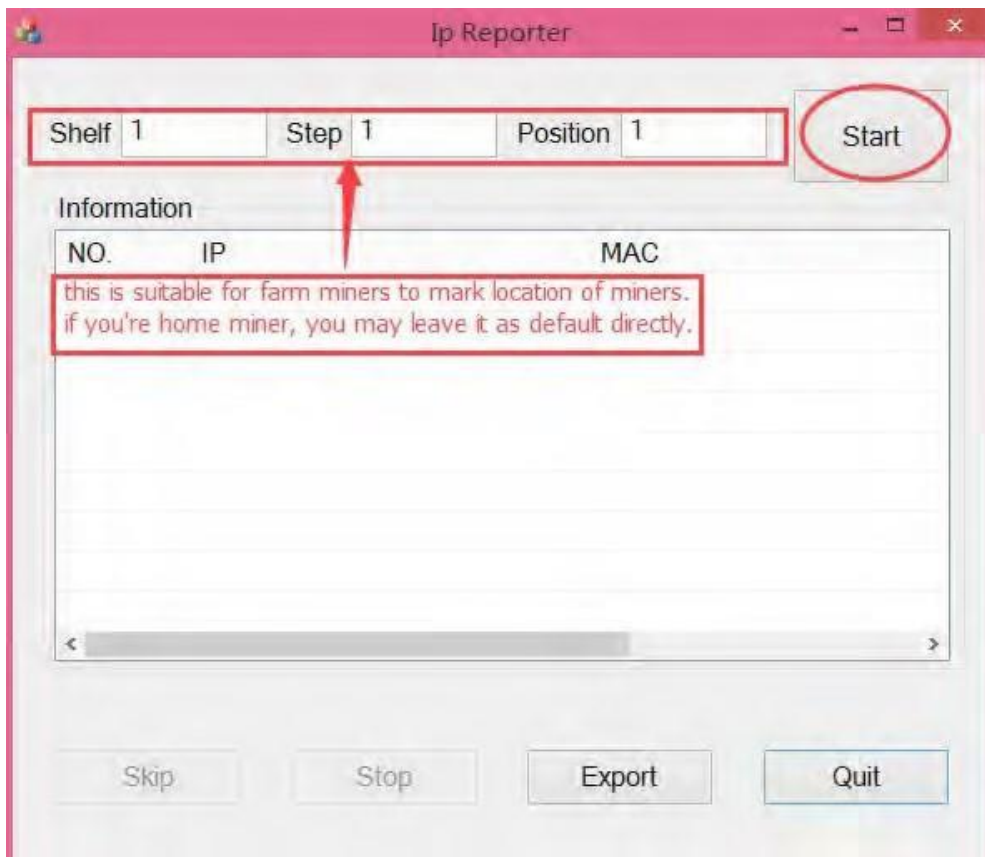 Ip Reporter
Shelf 1 Step 1 Position 1 Start
Information
NO. IP MAC
this is suitable for farm miners to mark location of miners.
if you're home miner, you may leave it as default directly.
Skip Stop Export Quit